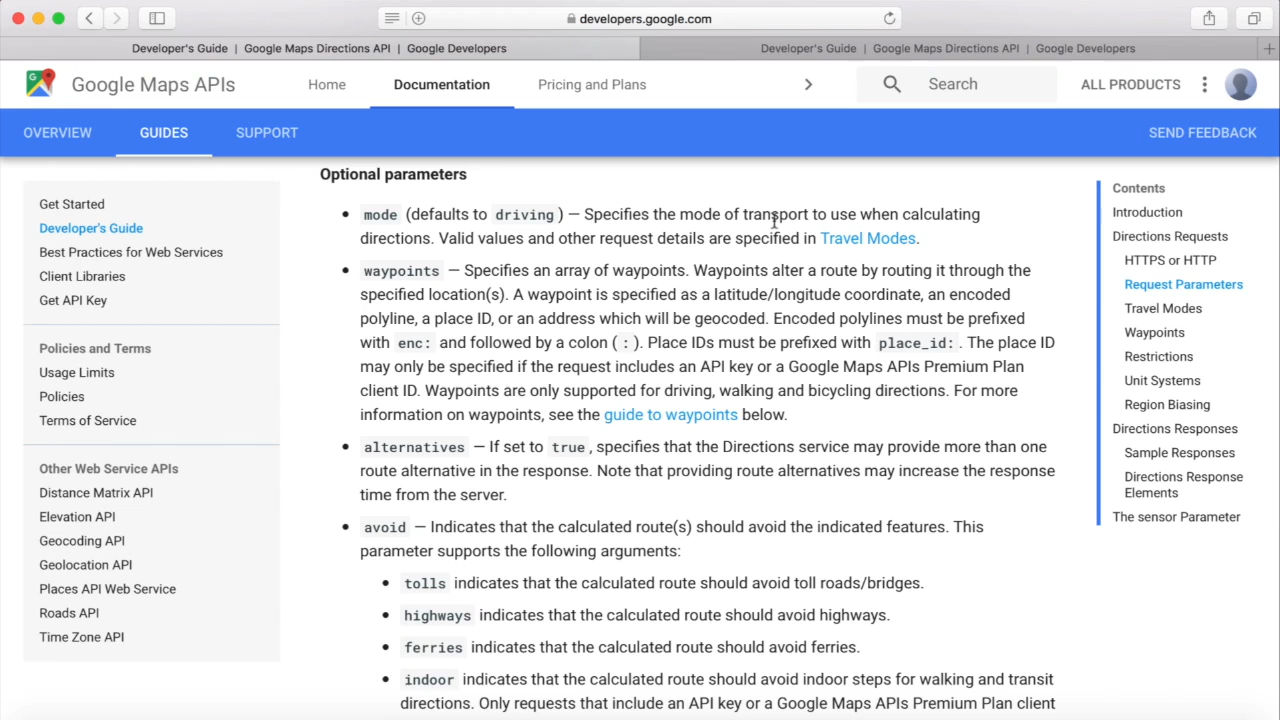 developers.google.com
Developer's Guide | Google Maps Directions API | Google Developers
Developer's Guide | Google Maps Directions API | Google Developers
Google Maps APIs
Home
Documentation
Pricing and Plans
Search
ALL PRODUCTS
OVERVIEW
GUIDES
SUPPORT
SEND FEEDBACK
Get Started
Developer's Guide
Best Practices for Web Services
Client Libraries
Get API Key
Policies and Terms
Usage Limits
Policies
Terms of Service
Other Web Service APIs
Distance Matrix API
Elevation API
Geocoding API
Geolocation API
Places API Web Service
Roads API
Time Zone API
Optional parameters
• mode (defaults to driving) — Specifies the mode of transport to use when calculating
directions. Valid values and other request details are specified in Travel Modes.
• waypoints — Specifies an array of waypoints. Waypoints alter a route by routing it through the
specified location(s). A waypoint is specified as a latitude/longitude coordinate, an encoded
polyline, a place ID, or an address which will be geocoded. Encoded polylines must be prefixed
with enc: and followed by a colon (:). Place IDs must be prefixed with place_id:. The place ID
may only be specified if the request includes an API key or a Google Maps APIs Premium Plan
client ID. Waypoints are only supported for driving, walking and bicycling directions. For more
information on waypoints, see the guide to waypoints below.
• alternatives — If set to true, specifies that the Directions service may provide more than one
route alternative in the response. Note that providing route alternatives may increase the response
time from the server.
• avoid — Indicates that the calculated route(s) should avoid the indicated features. This
parameter supports the following arguments:
• tolls indicates that the calculated route should avoid toll roads/bridges.
• highways indicates that the calculated route should avoid highways.
• ferries indicates that the calculated route should avoid ferries.
• indoor indicates that the calculated route should avoid indoor steps for walking and transit
directions. Only requests that include an API key or a Google Maps APIs Premium Plan client
Contents
Introduction
Directions Requests
HTTPS or HTTP
Request Parameters
Travel Modes
Waypoints
Restrictions
Unit Systems
Region Biasing
Directions Responses
Sample Responses
Directions Response
Elements
The sensor Parameter